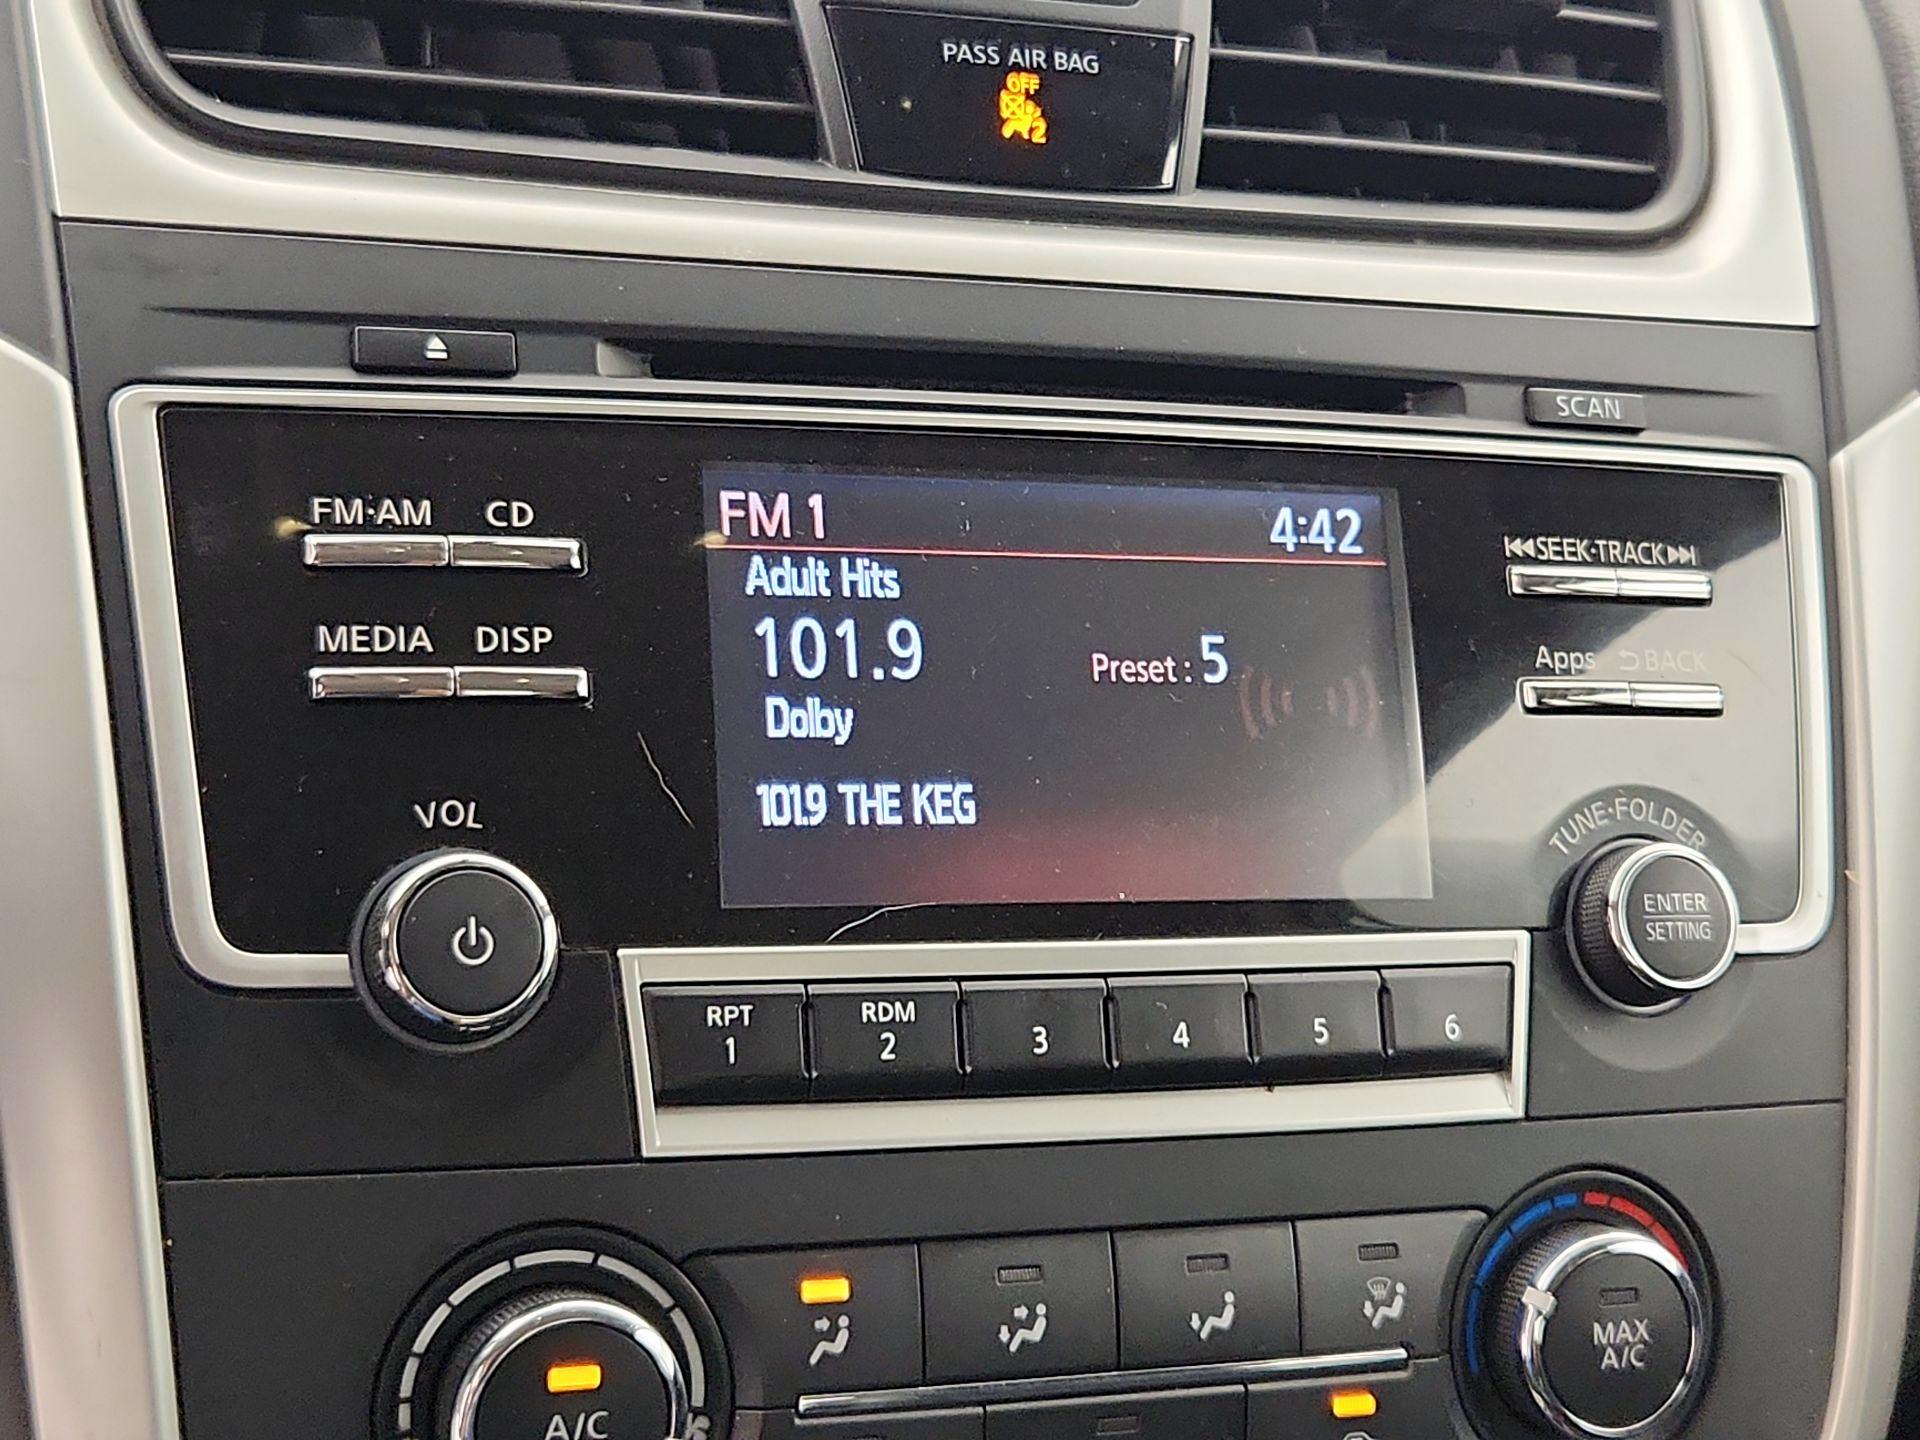 PASS AIR BAG
OFF
2
SCAN
FM·AM CD
MEDIA DISP
VOL
FM 1 4:42
Adult Hits
101.9 Preset : 5
Dolby
101.9 THE KEG
SEEK·TRACK
Apps BACK
TUNE·FOLDER
ENTER
SETTING
RPT
1
RDM
2
3
4
5
6
A/C
MAX
A/C